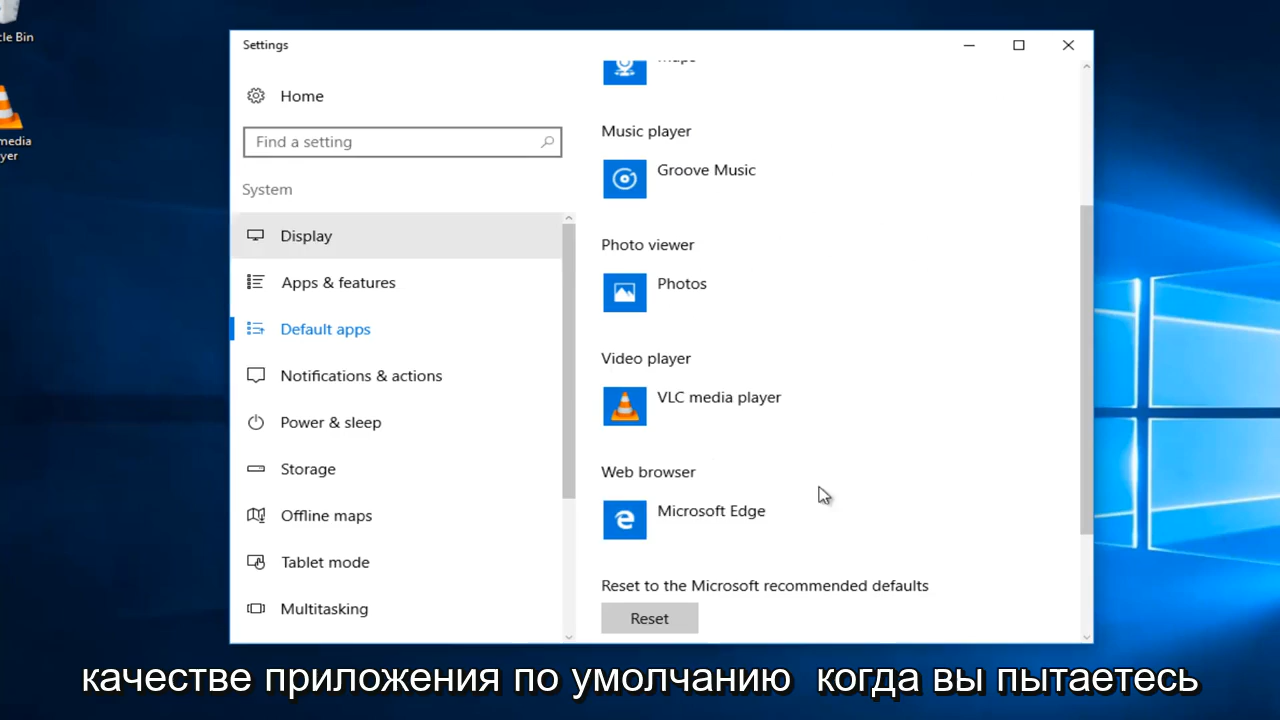 cle Bin
media
yer
Settings
Home
Find a setting
System
Display
Apps & features
Default apps
Notifications & actions
Power & sleep
Storage
Offline maps
Tablet mode
Multitasking
Maps
Music player
Groove Music
Photo viewer
Photos
Video player
VLC media player
Web browser
Microsoft Edge
Reset to the Microsoft recommended defaults
Reset
качестве приложения по умолчанию когда вы пытаетесь